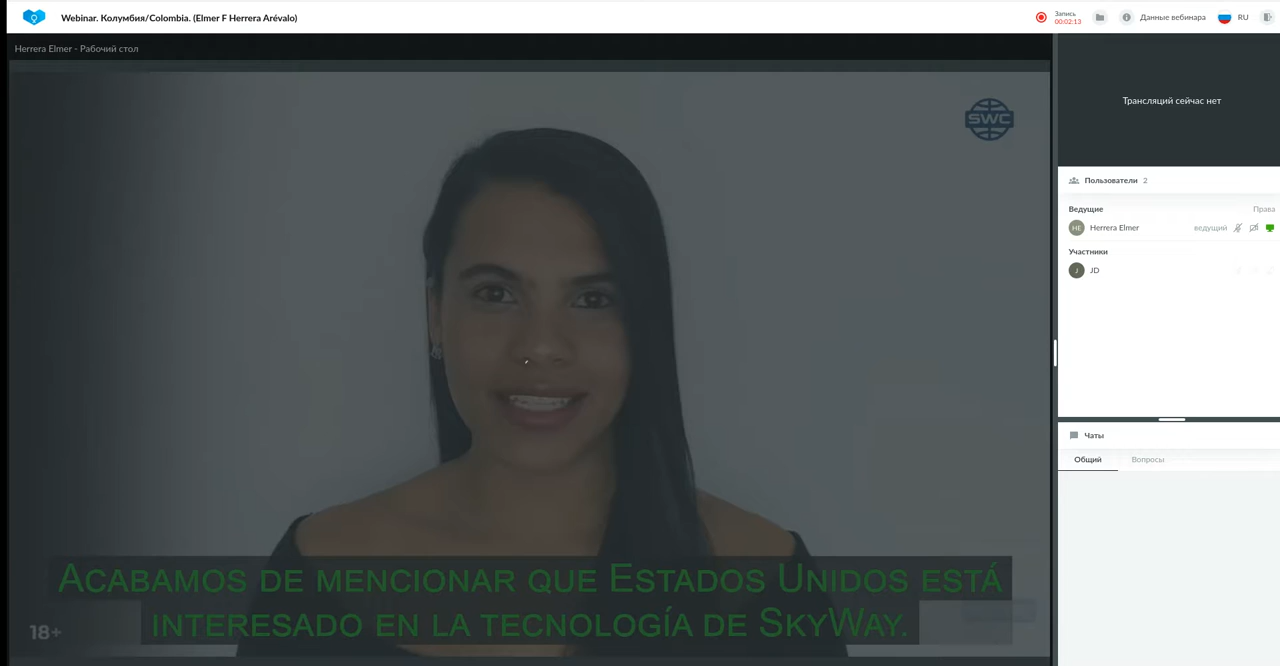 Webinar. Колумбия/Colombia. (Elmer F Herrera Arévalo)
Запись
00:02:13
Данные вебинара
RU
Herrera Elmer - Рабочий стол
SWC
Трансляций сейчас нет
Пользователи 2
Ведущие Права
HE Herrera Elmer ведущий
Участники
J JD
Чаты
Общий Вопросы
Acabamos de mencionar que Estados Unidos está
interesado en la tecnología de SkyWay.
18+